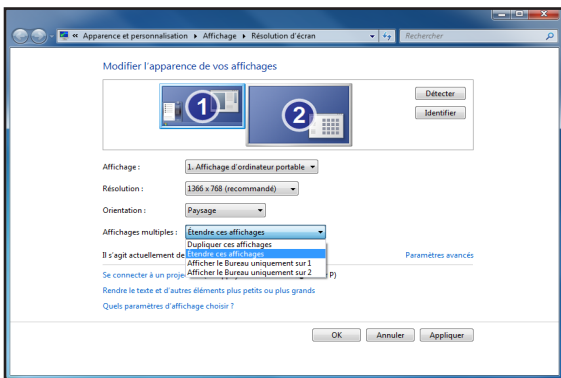 « Apparence et personnalisation ▸ Affichage ▸ Résolution d'écran
Rechercher
Modifier l'apparence de vos affichages
1
2
Détecter
Identifier
Affichage :
1. Affichage d'ordinateur portable
Résolution :
1366 x 768 (recommandé)
Orientation :
Paysage
Affichages multiples :
Étendre ces affichages
Dupliquer ces affichages
Étendre ces affichages
Afficher le Bureau uniquement sur 1
Afficher le Bureau uniquement sur 2
Il s'agit actuellement de
Paramètres avancés
Se connecter à un proje
P)
Rendre le texte et d'autres éléments plus petits ou plus grands
Quels paramètres d'affichage choisir ?
OK
Annuler
Appliquer